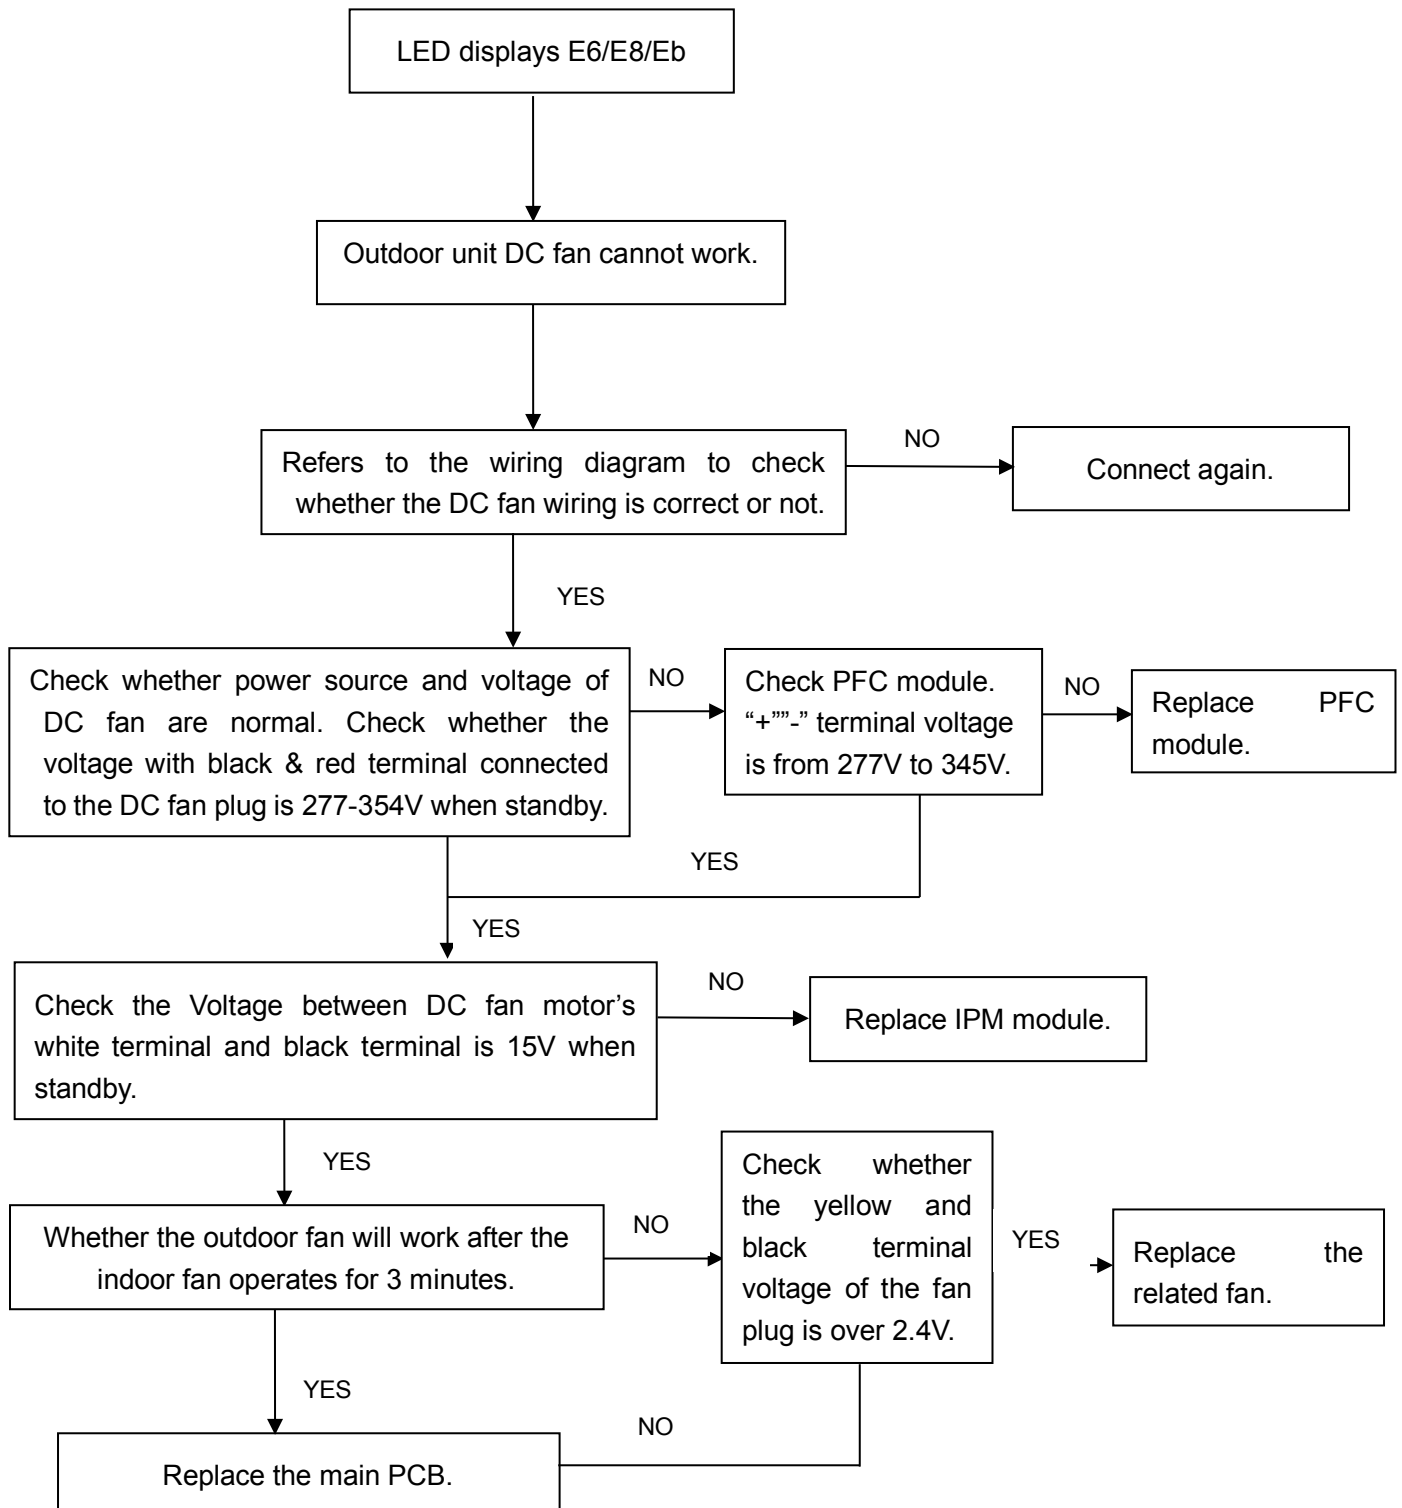 LED displays E6/E8/Eb
Outdoor unit DC fan cannot work.
Refers to the wiring diagram to check
whether the DC fan wiring is correct or not.
NO
Connect again.
YES
Check whether power source and voltage of
DC fan are normal. Check whether the
voltage with black & red terminal connected
to the DC fan plug is 277-354V when standby.
NO
Check PFC module.
“+””-” terminal voltage
is from 277V to 345V.
NO
Replace PFC
module.
YES
YES
Check the Voltage between DC fan motor’s
white terminal and black terminal is 15V when
standby.
NO
Replace IPM module.
YES
Whether the outdoor fan will work after the
indoor fan operates for 3 minutes.
NO
Check whether
the yellow and
black terminal
voltage of the fan
plug is over 2.4V.
YES
Replace the
related fan.
YES
NO
Replace the main PCB.